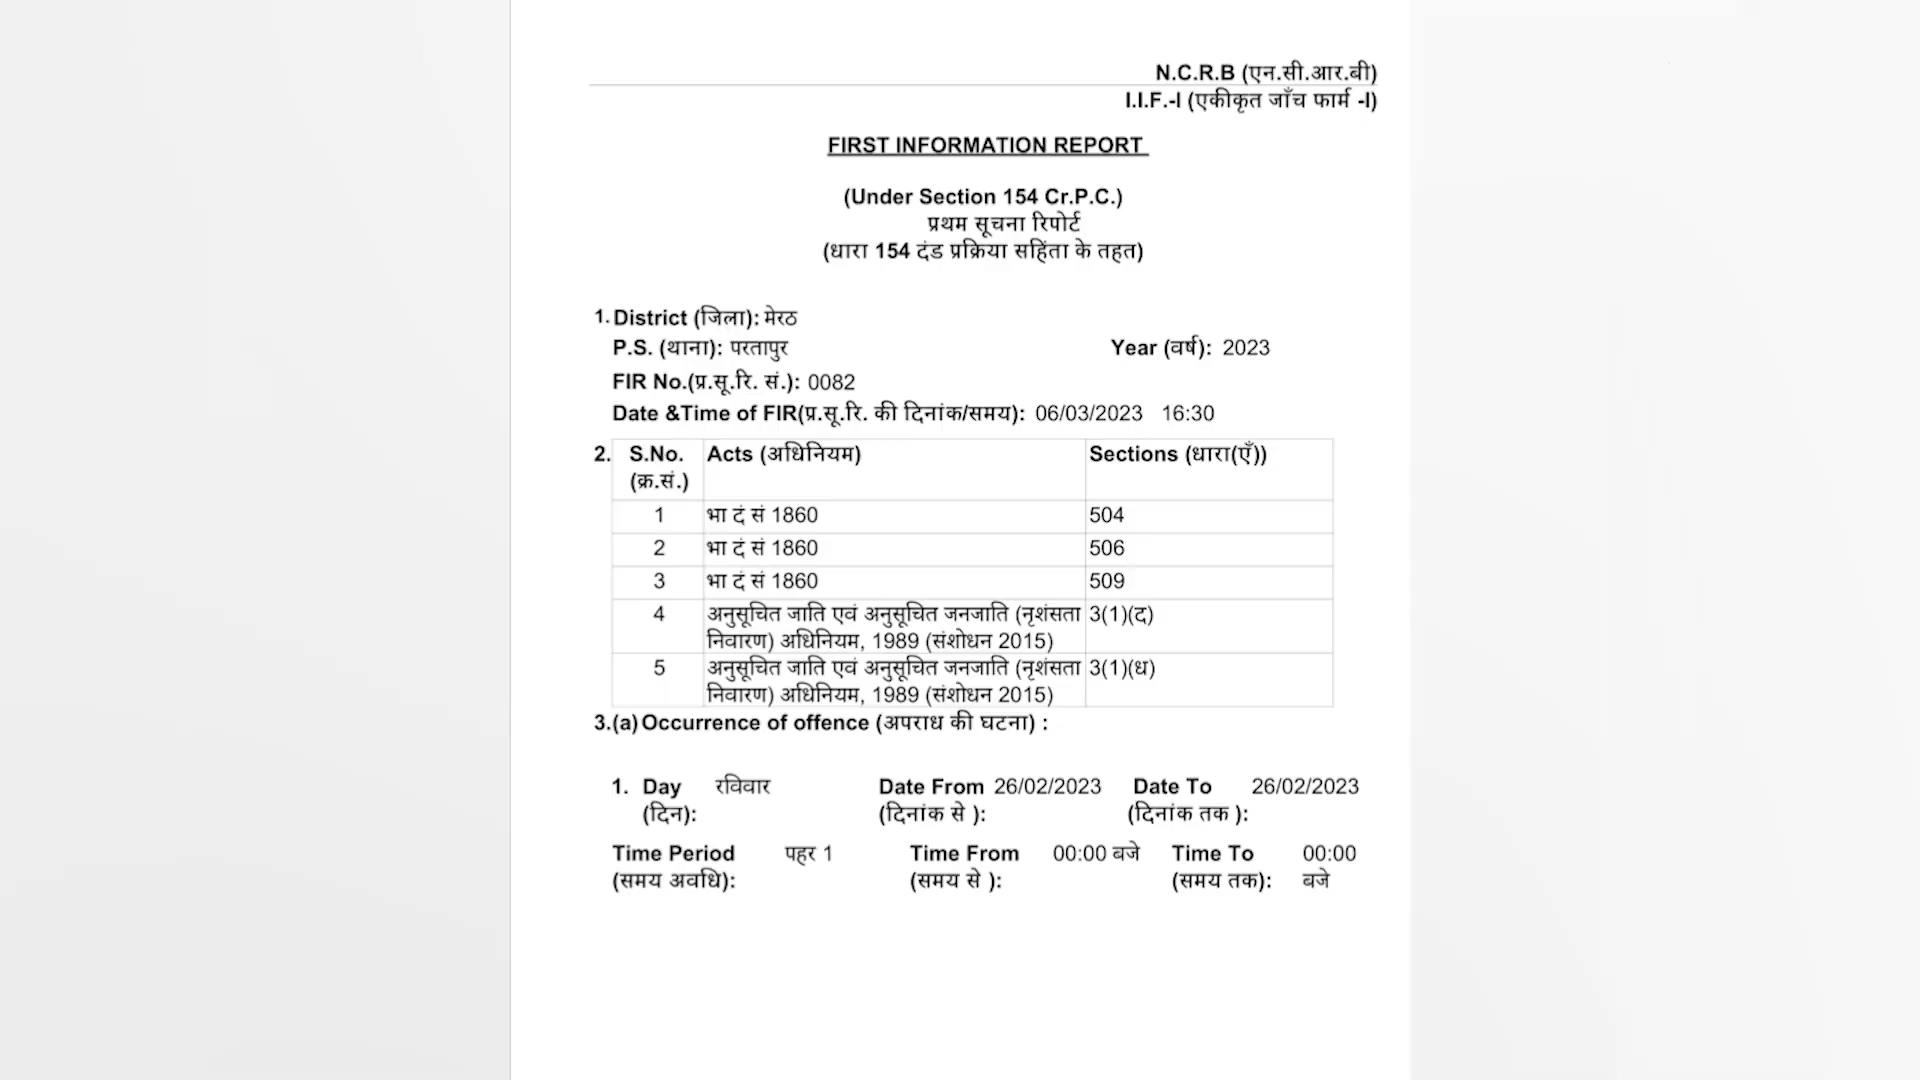 N.C.R.B (एन.सी.आर.बी)
I.I.F.-I (एकीकृत जाँच फार्म -I)
FIRST INFORMATION REPORT
(Under Section 154 Cr.P.C.)
प्रथम सूचना रिपोर्ट
(धारा 154 दंड प्रक्रिया सहिंता के तहत)
1. District (जिला): मेरठ
P.S. (थाना): परतापुर Year (वर्ष): 2023
FIR No.(प्र.सू.रि. सं.): 0082
Date &Time of FIR(प्र.सू.रि. की दिनांक/समय): 06/03/2023 16:30
2. S.No. Acts (अधिनियम) Sections (धारा(एँ))
(क्र.सं.)
1 भा दं सं 1860 504
2 भा दं सं 1860 506
3 भा दं सं 1860 509
4 अनुसूचित जाति एवं अनुसूचित जनजाति (नृशंसता 3(1)(द)
निवारण) अधिनियम, 1989 (संशोधन 2015)
5 अनुसूचित जाति एवं अनुसूचित जनजाति (नृशंसता 3(1)(ध)
निवारण) अधिनियम, 1989 (संशोधन 2015)
3.(a) Occurrence of offence (अपराध की घटना) :
1. Day रविवार Date From 26/02/2023 Date To 26/02/2023
(दिन): (दिनांक से ): (दिनांक तक ):
Time Period पहर 1 Time From 00:00 बजे Time To 00:00
(समय अवधि): (समय से ): (समय तक): बजे